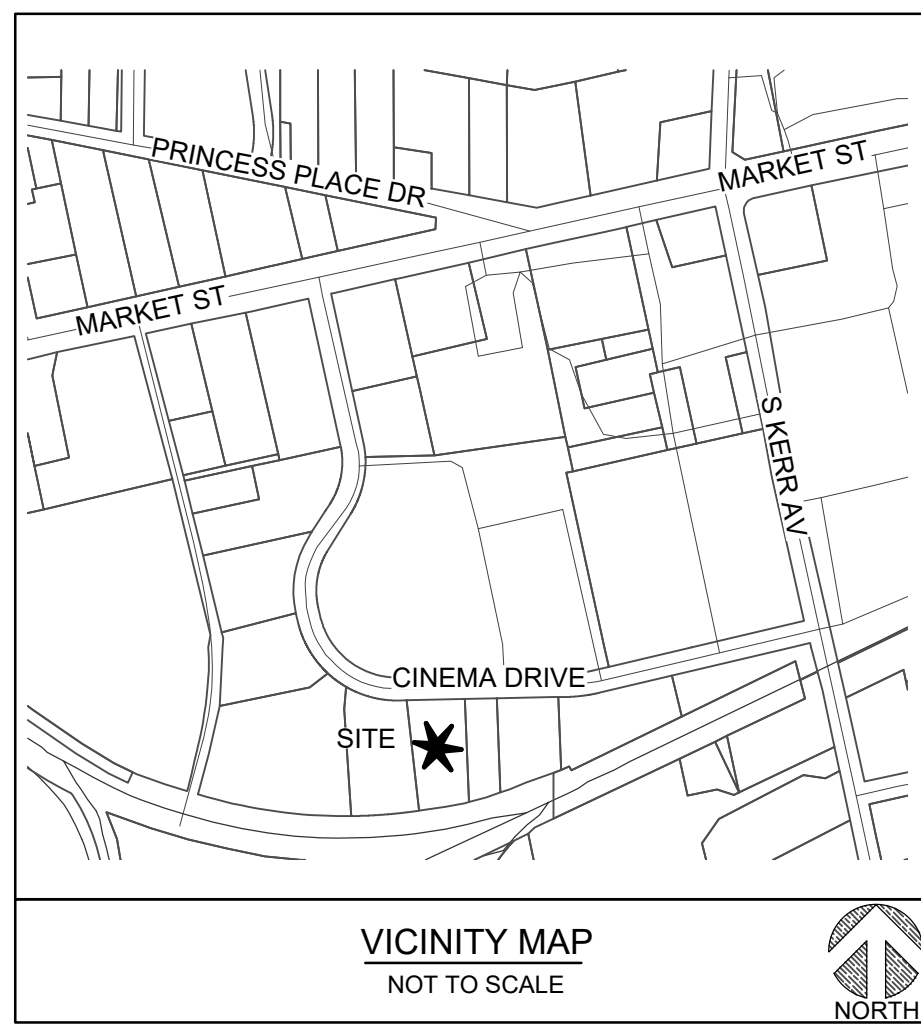 PRINCESS PLACE DR
MARKET ST
MARKET ST
S KERR AV
CINEMA DRIVE
SITE
VICINITY MAP
NOT TO SCALE
NORTH